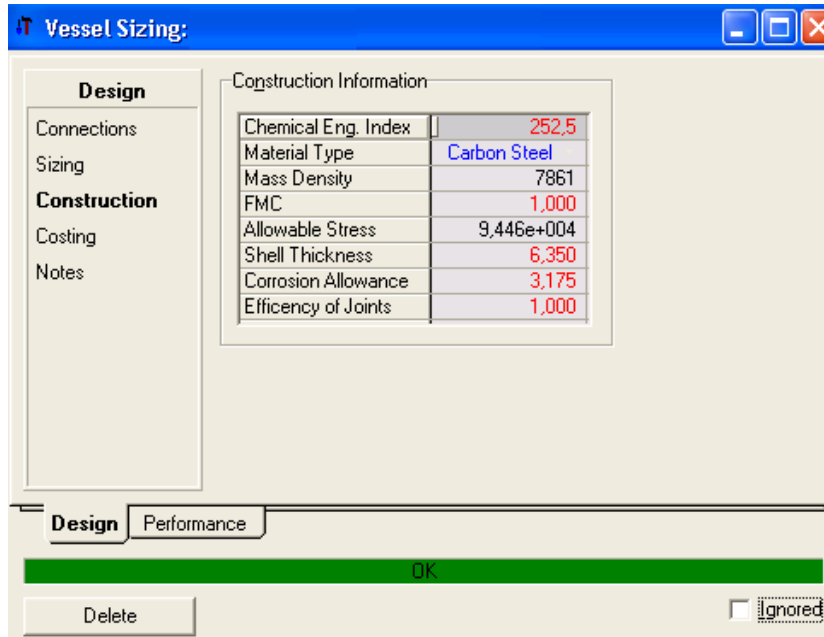 Vessel Sizing:
Design
Connections
Sizing
Construction
Costing
Notes
Construction Information
Chemical Eng. Index 252,5
Material Type Carbon Steel
Mass Density 7861
FMC 1,000
Allowable Stress 9,446e+004
Shell Thickness 6,350
Corrosion Allowance 3,175
Efficency of Joints 1,000
Design Performance
OK
Delete Ignored